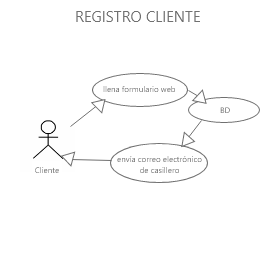 REGISTRO CLIENTE
llena formulario web
BD
envía correo electrónico
de casillero
Cliente